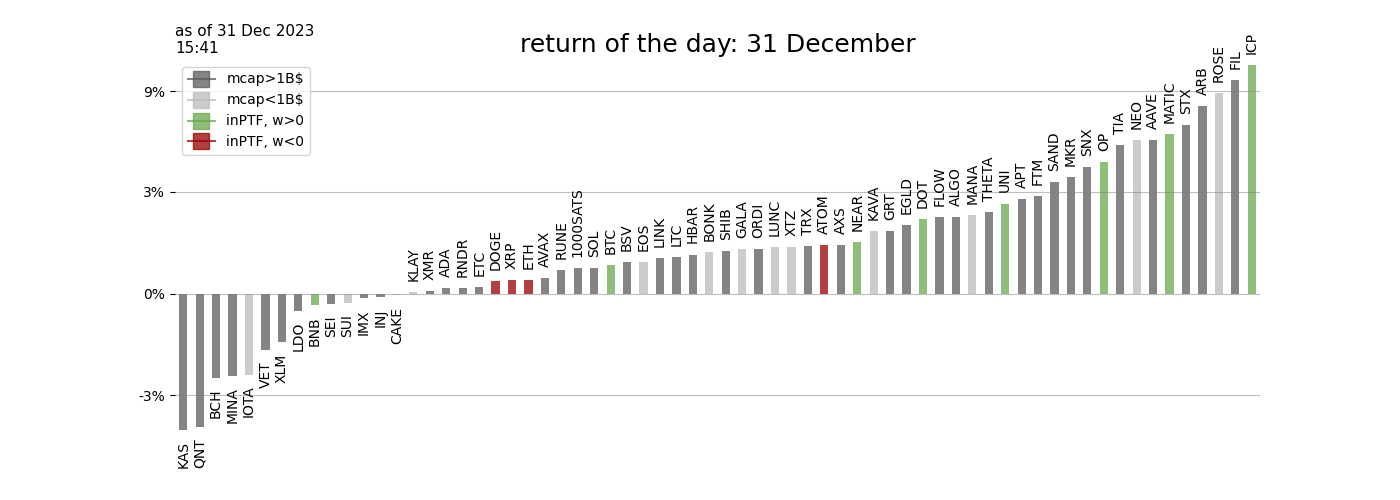 as of 31 Dec 2023
15:41
return of the day: 31 December
mcap>1B$
mcap<1B$
inPTF, w>0
inPTF, w<0
9%
3%
0%
-3%
KAS
QNT
BCH
MINA
IOTA
VET
XLM
LDO
BNB
SEI
SUI
IMX
INJ
CAKE
KLAY
XMR
ADA
RNDR
ETC
DOGE
XRP
ETH
AVAX
RUNE
1000SATS
SOL
BTC
BSV
EOS
LINK
LTC
HBAR
BONK
SHIB
GALA
ORDI
LUNC
XTZ
TRX
ATOM
AXS
NEAR
KAVA
GRT
EGLD
DOT
FLOW
ALGO
MANA
THETA
UNI
APT
FTM
SAND
MKR
SNX
OP
TIA
NEO
AAVE
MATIC
STX
ARB
ROSE
FIL
ICP